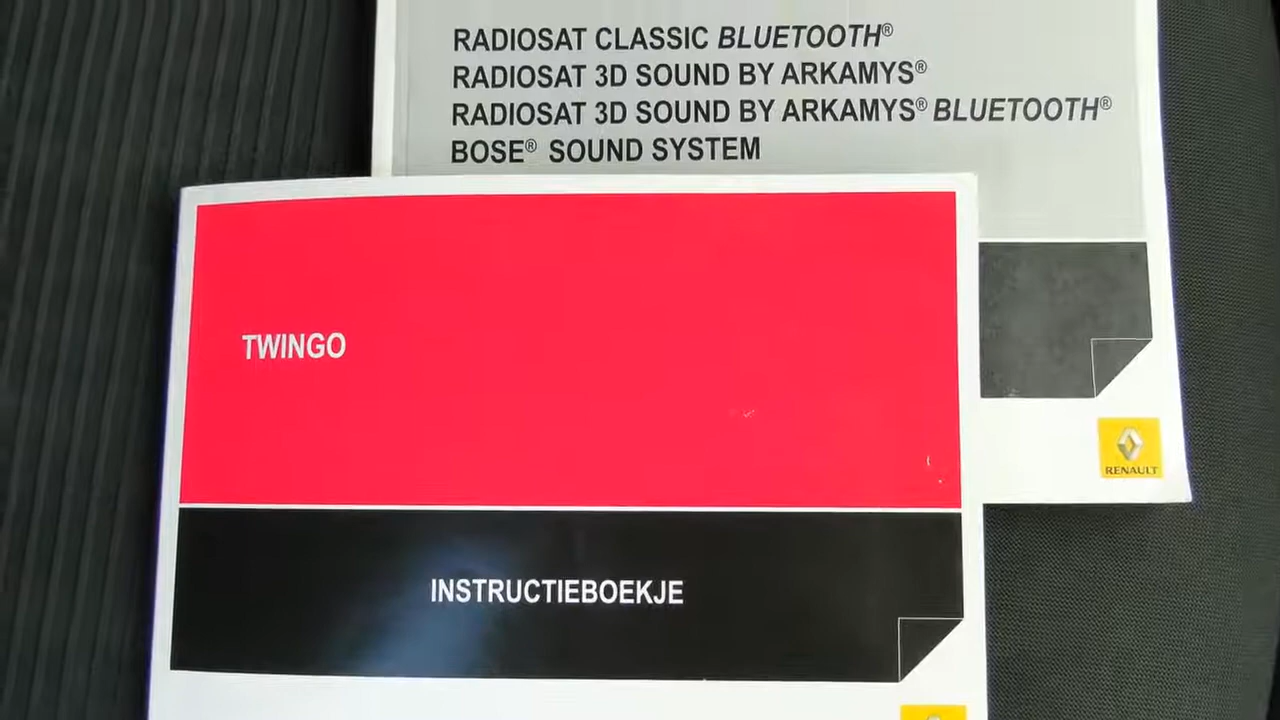 RADIOSAT CLASSIC BLUETOOTH®
RADIOSAT 3D SOUND BY ARKAMYS®
RADIOSAT 3D SOUND BY ARKAMYS® BLUETOOTH®
BOSE® SOUND SYSTEM
TWINGO
RENAULT
INSTRUCTIEBOEKJE